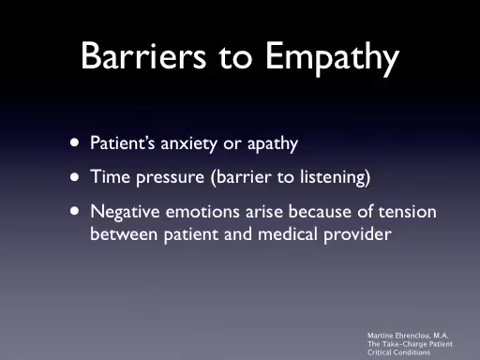 Barriers to Empathy
• Patient's anxiety or apathy
• Time pressure (barrier to listening)
• Negative emotions arise because of tension
between patient and medical provider
Martine Ehrenclou, M.A.
The Take-Charge Patient
Critical Conditions